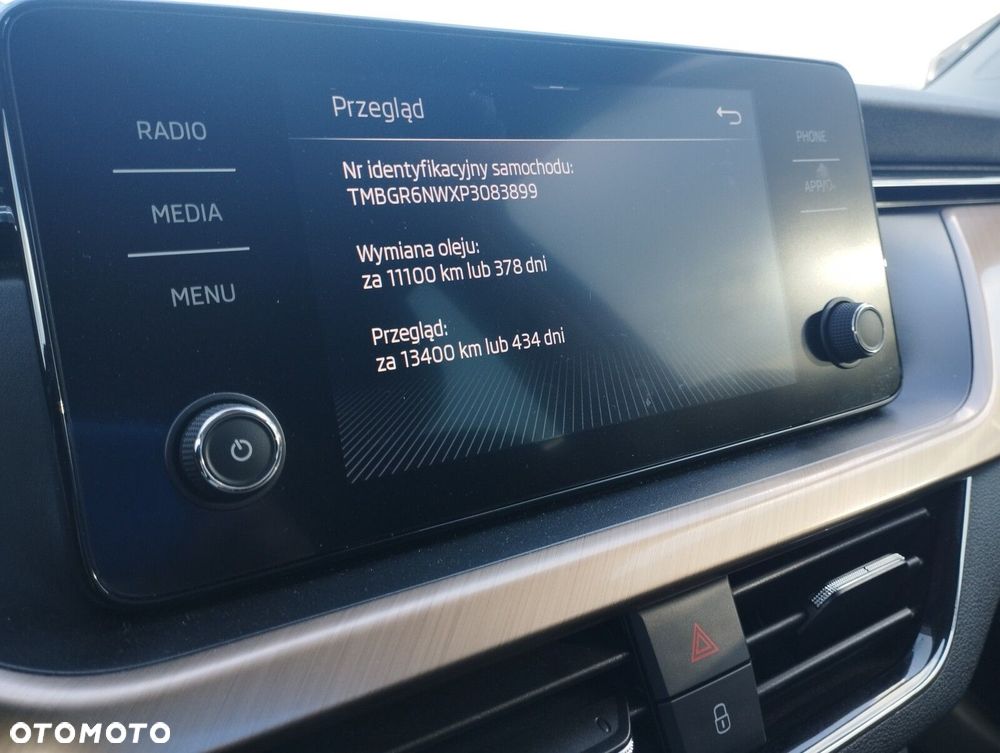 Przegląd
RADIO
MEDIA
MENU
Nr identyfikacyjny samochodu:
TMBGR6NWXP3083899
Wymiana oleju:
za 11100 km lub 378 dni
Przegląd:
za 13400 km lub 434 dni
PHONE
OTOMOTO